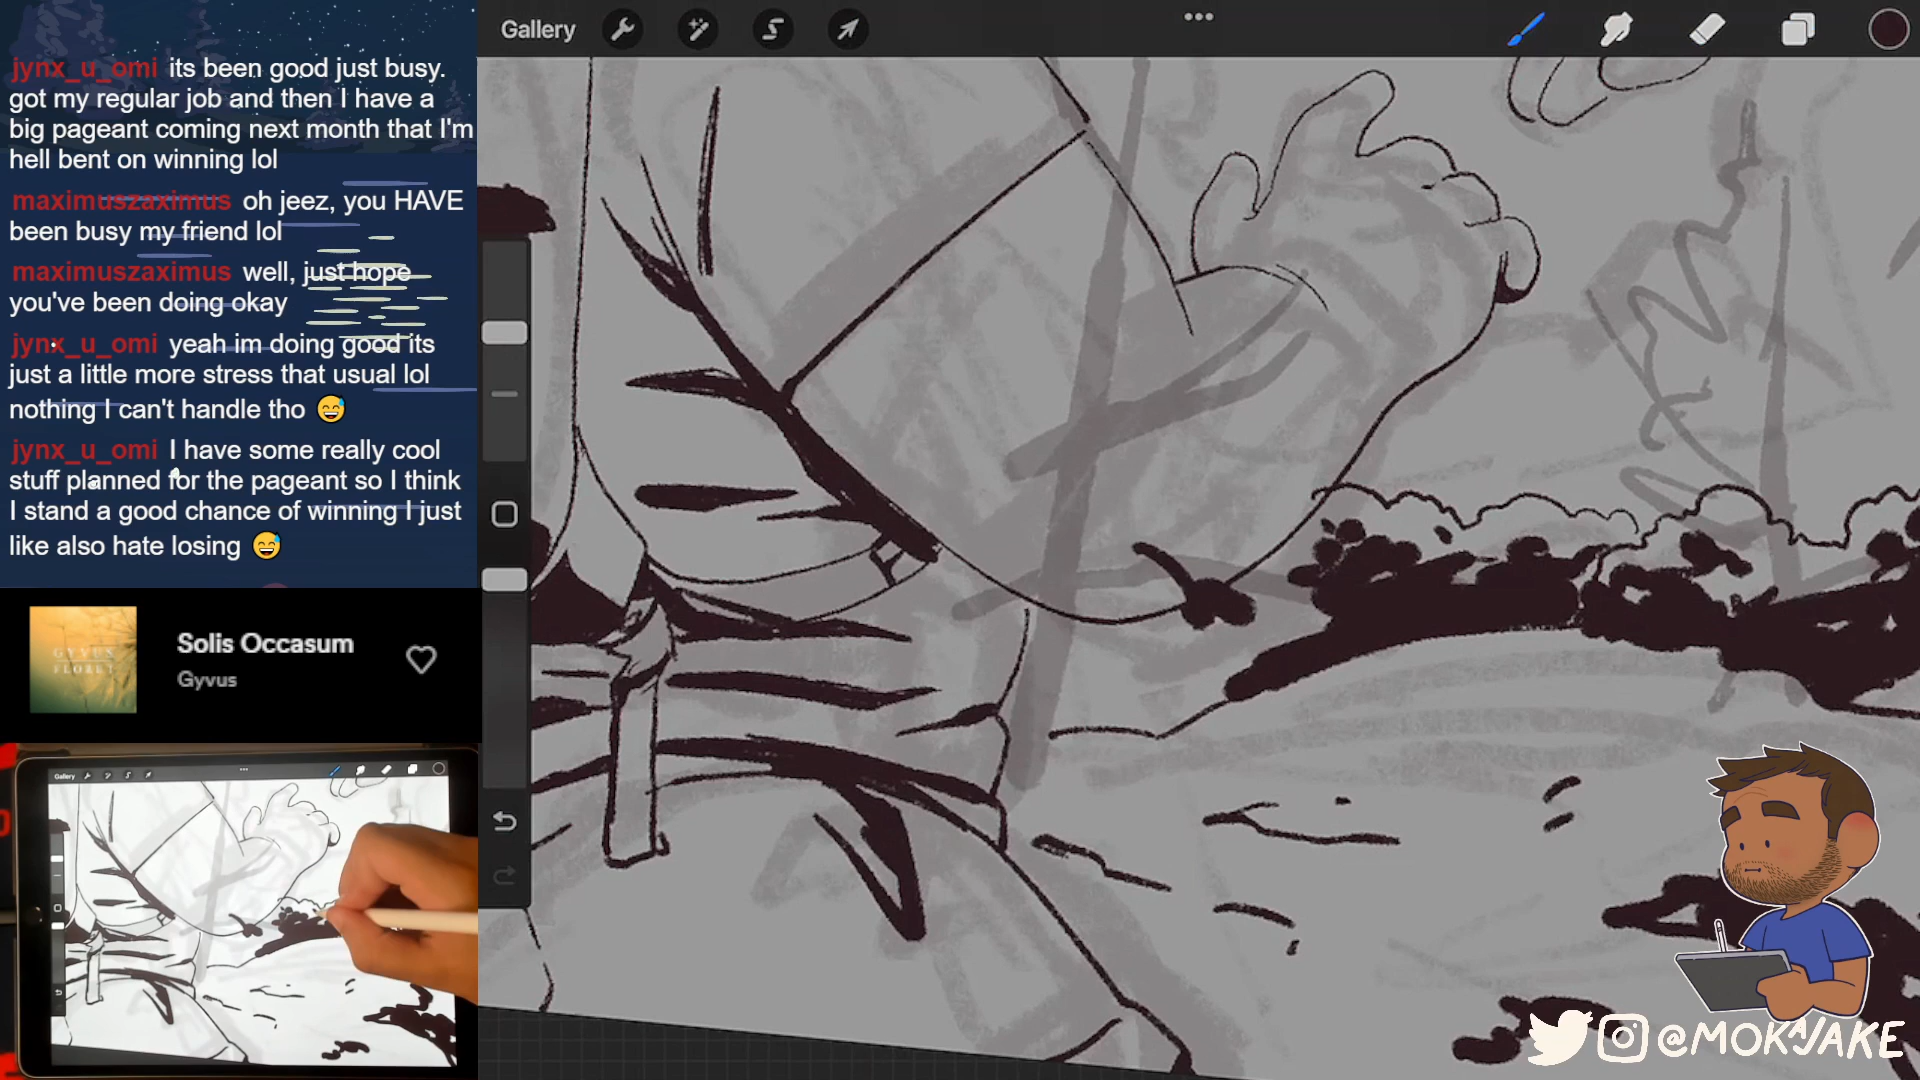 jynx_u_omi its been good just busy.
got my regular job and then I have a
big pageant coming next month that I'm
hell bent on winning lol
maximuszaximus oh jeez, you HAVE
been busy my friend lol
maximuszaximus well, just hope
you've been doing okay
jynx_u_omi yeah im doing good its
just a little more stress that usual lol
nothing I can't handle tho 😅
jynx_u_omi I have some really cool
stuff planned for the pageant so I think
I stand a good chance of winning I just
like also hate losing 😅
GYVUS
FLORET
Solis Occasum
Gyvus
Gallery
Gallery
@MOKAJAKE